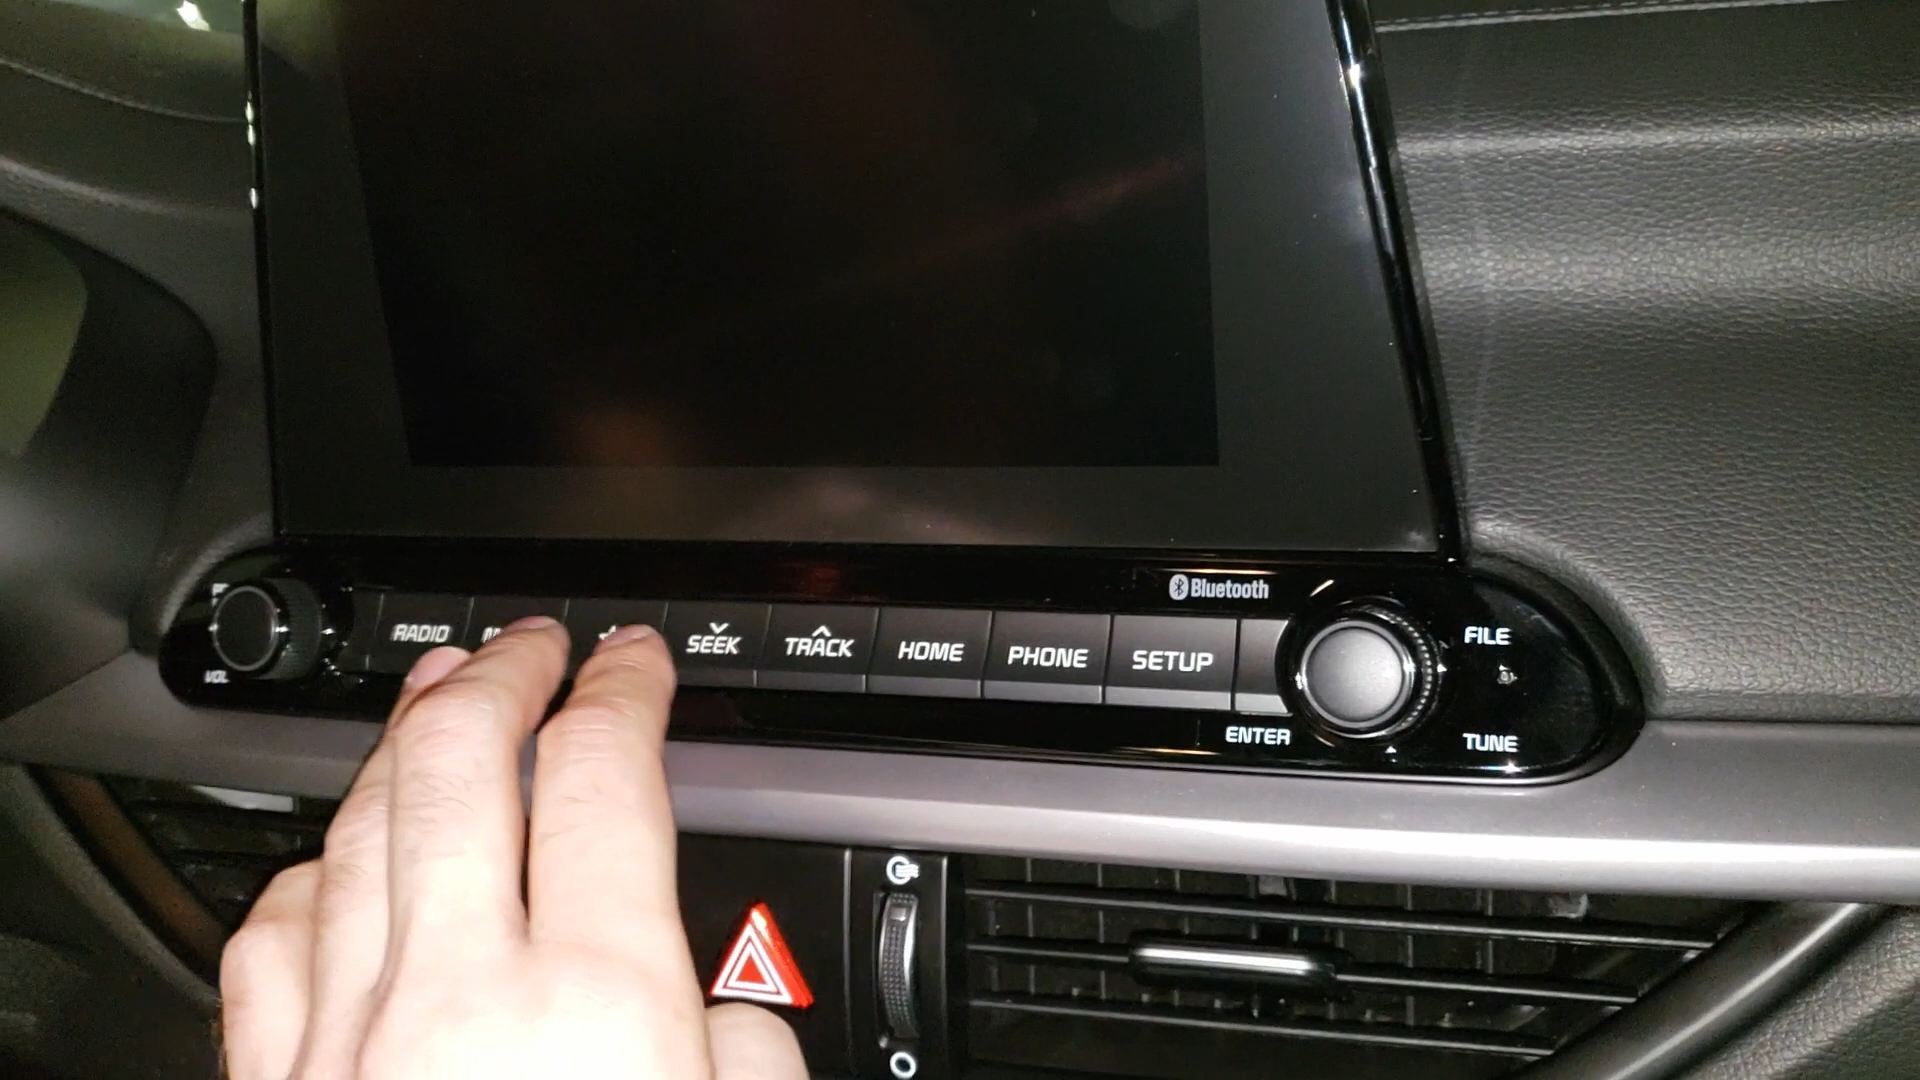 Bluetooth
RADIO
SEEK
TRACK
HOME
PHONE
SETUP
FILE
VOL
ENTER
TUNE